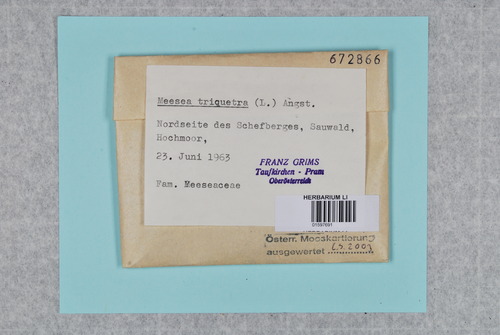 672866
Meesea triquetra (L.) Angst.
Nordseite des Schefberges, Sauwald,
Hochmoor,
23. Juni 1963
FRANZ GRIMS
Taufkirchen - Pram
Oberösterreich
Fam. Meeseaceae
HERBARIUM LI
Österr. Mooskartierung
ausgewertet